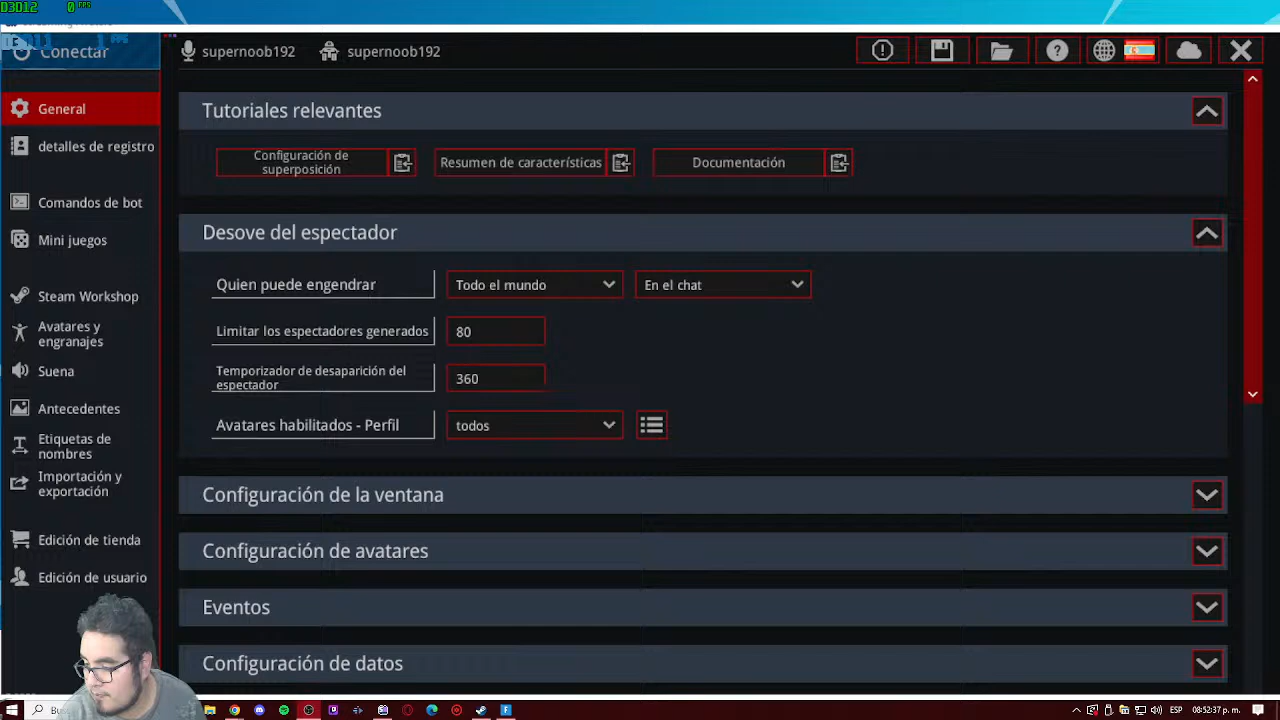 D3D12 0 FPS
Conectar
supernoob192
supernoob192
General
detalles de registro
Comandos de bot
Mini juegos
Steam Workshop
Avatares y
engranajes
Suena
Antecedentes
Etiquetas de
nombres
Importación y
exportación
Edición de tienda
Edición de usuario
Tutoriales relevantes
Configuración de
superposición
Resumen de características
Documentación
Desove del espectador
Quien puede engendrar
Todo el mundo
En el chat
Limitar los espectadores generados
80
Temporizador de desaparición del
espectador
360
Avatares habilitados - Perfil
todos
Configuración de la ventana
Configuración de avatares
Eventos
Configuración de datos
ESP
08:52:37 p. m.